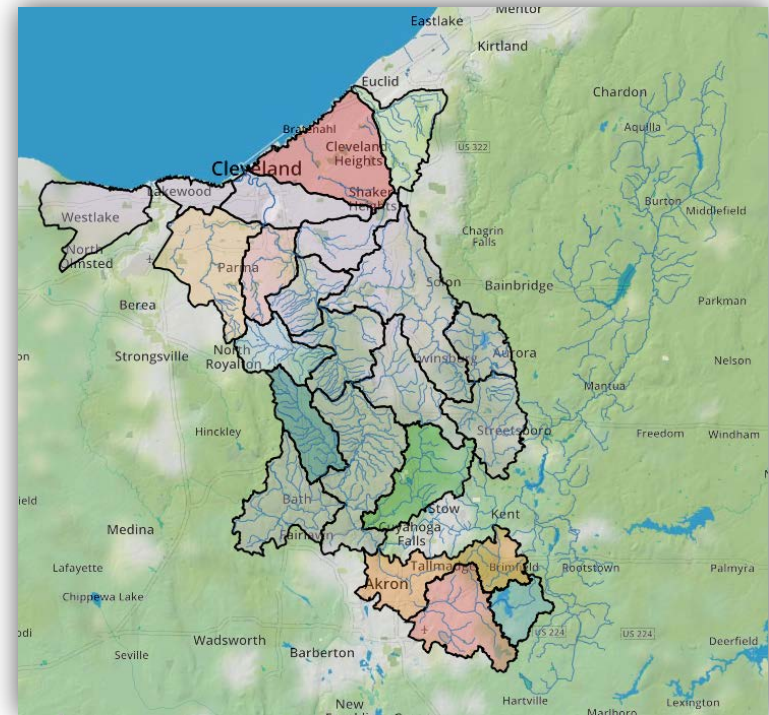 Mentor
Eastlake
Kirtland
Euclid
Chardon
Bratenahl
Aquilla
Cleveland
Heights
US 322
Cleveland
Lakewood
Shaker
Heights
Burton
Middlefield
Westlake
Chagrin
Falls
North
Olmsted
Parma
Solon
Bainbridge
Berea
Parkman
Strongsville
North
Royalton
Twinsburg
Aurora
Nelson
Mantua
Hinckley
Streetsboro
Freedom
Windham
Bath
Stow
Kent
Medina
Fairlawn
Cuyahoga
Falls
Lafayette
Tallmadge
Brimfield
Rootstown
Palmyra
Akron
Chippewa Lake
US 224
US 224
Wadsworth
Deerfield
Seville
Barberton
Hartville
New
Marlboro
Lexington